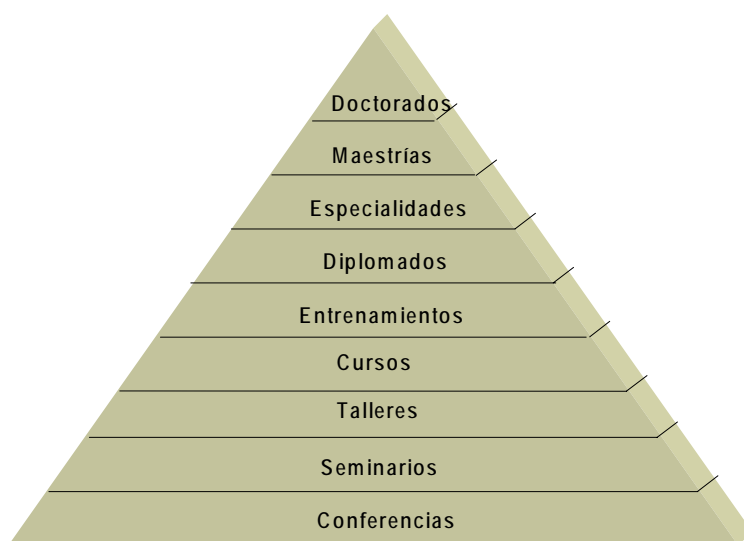 Doctorados
Maestrías
Especialidades
Diplomados
Entrenamientos
Cursos
Talleres
Seminarios
Conferencias